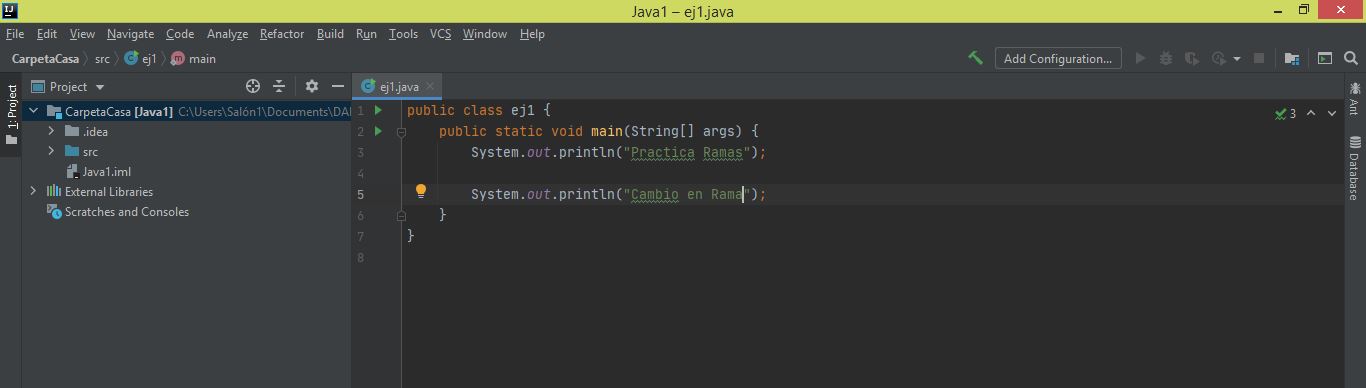 IJ
Java1 – ej1.java
File Edit View Navigate Code Analyze Refactor Build Run Tools VCS Window Help
CarpetaCasa src ej1 main
Add Configuration...
1: Project
Project
ej1.java
CarpetaCasa [Java1] C:\Users\Salón1\Documents\DA
.idea
src
Java1.iml
External Libraries
Scratches and Consoles
1 public class ej1 {
2 public static void main(String[] args) {
3 System.out.println("Practica Ramas");
4
5 System.out.println("Cambio en Rama");
6 }
7 }
8
3
Ant
Database